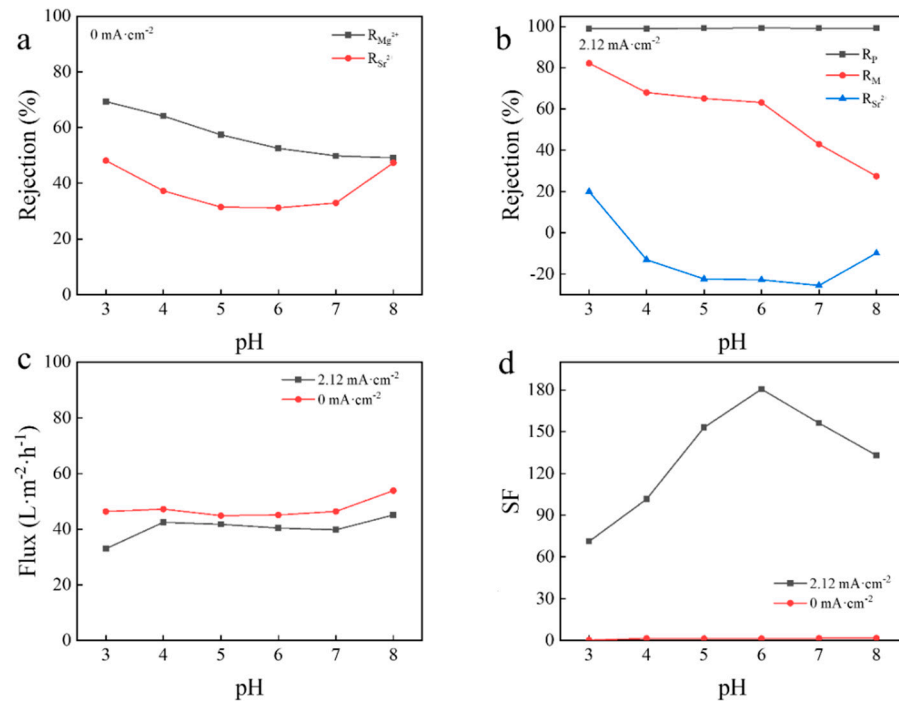 a
0 mA·cm⁻²
R_Mg²⁺
R_Sr²⁻
Rejection (%)
100
80
60
40
20
0
3 4 5 6 7 8
pH
b
2.12 mA·cm⁻²
R_P
R_M
R_Sr²⁻
Rejection (%)
100
80
60
40
20
0
-20
3 4 5 6 7 8
pH
c
2.12 mA·cm⁻²
0 mA·cm⁻²
Flux (L·m⁻²·h⁻¹)
100
80
60
40
20
0
3 4 5 6 7 8
pH
d
SF
180
150
120
90
60
30
0
2.12 mA·cm⁻²
0 mA·cm⁻²
3 4 5 6 7 8
pH